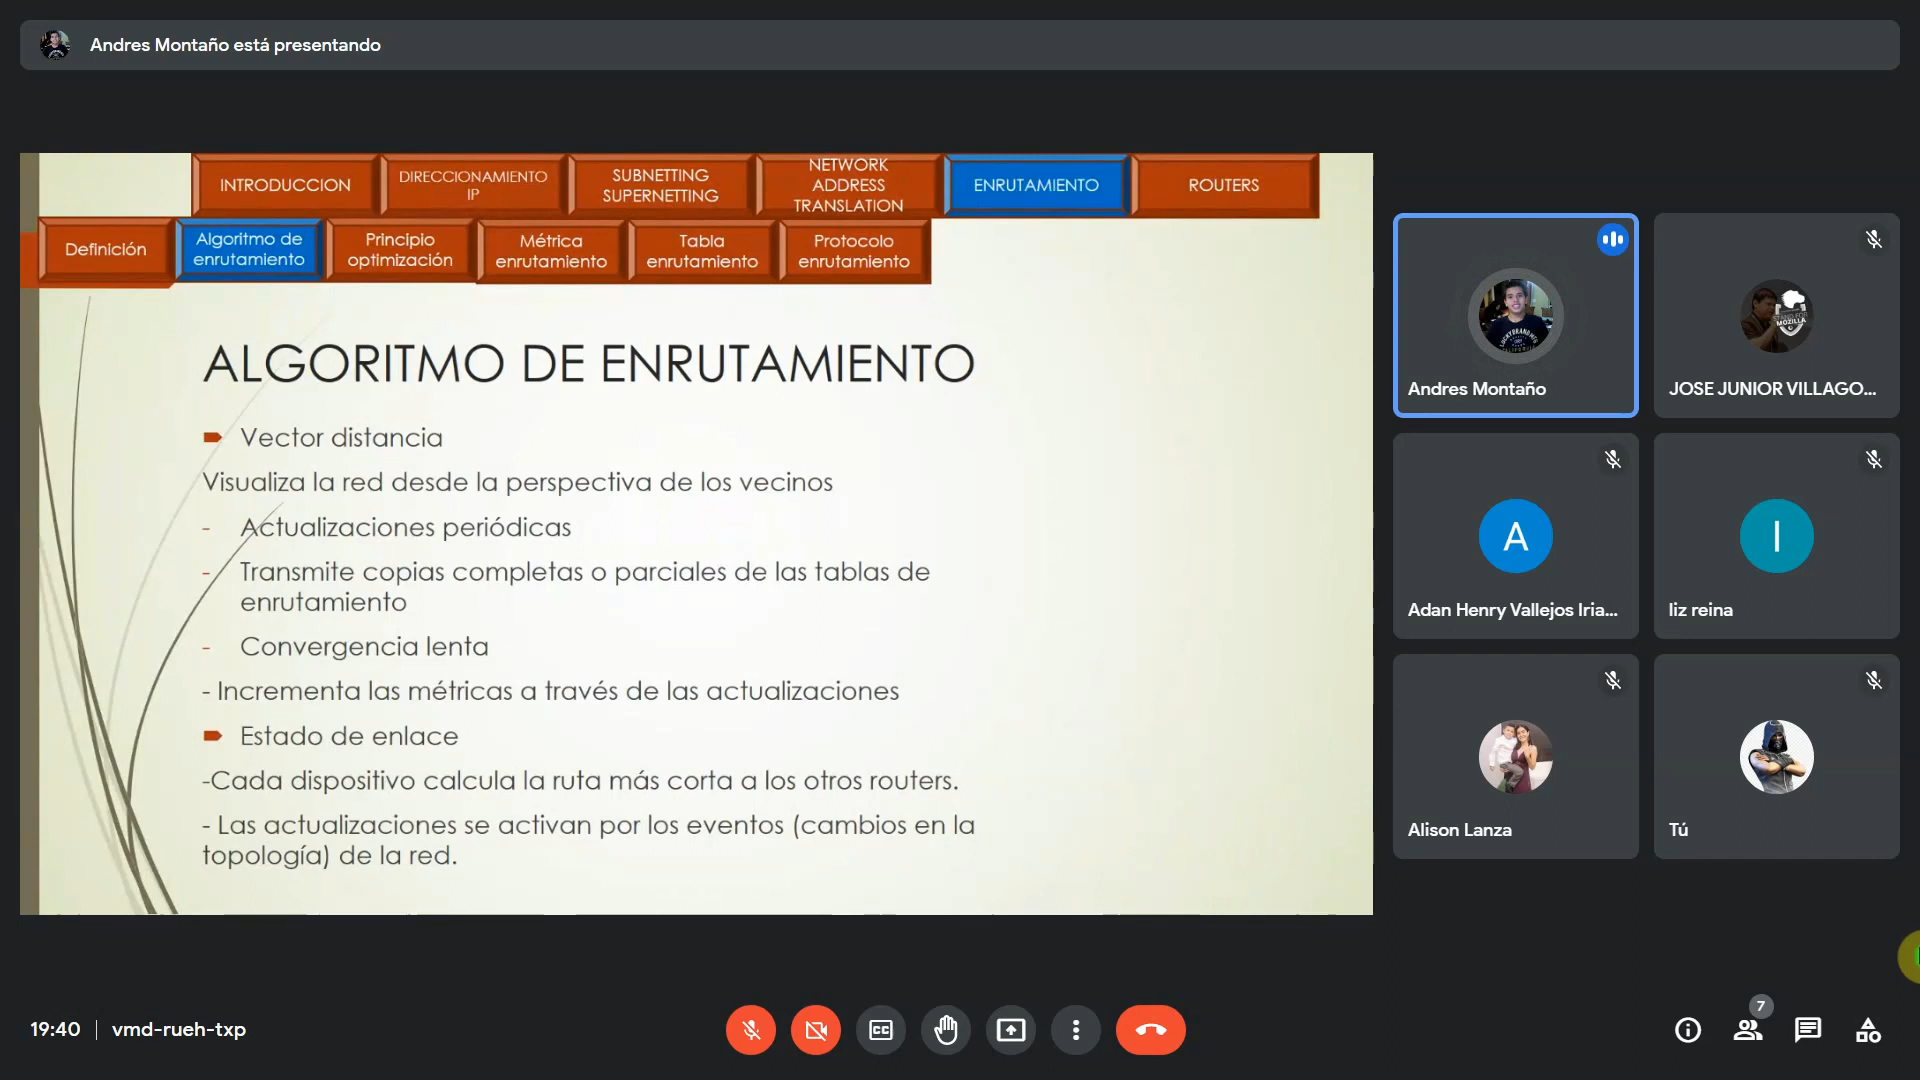 Andres Montaño está presentando
INTRODUCCION
DIRECCIONAMIENTO
IP
SUBNETTING
SUPERNETTING
NETWORK
ADDRESS
TRANSLATION
ENRUTAMIENTO
ROUTERS
Definición
Algoritmo de
enrutamiento
Principio
optimización
Métrica
enrutamiento
Tabla
enrutamiento
Protocolo
enrutamiento
ALGORITMO DE ENRUTAMIENTO
Vector distancia
Visualiza la red desde la perspectiva de los vecinos
- Actualizaciones periódicas
- Transmite copias completas o parciales de las tablas de
enrutamiento
- Convergencia lenta
- Incrementa las métricas a través de las actualizaciones
Estado de enlace
-Cada dispositivo calcula la ruta más corta a los otros routers.
- Las actualizaciones se activan por los eventos (cambios en la
topología) de la red.
Andres Montaño
MOZILLA
JOSE JUNIOR VILLAGO...
A
Adan Henry Vallejos Iria...
l
liz reina
Alison Lanza
Tú
19:40 | vmd-rueh-txp
CC
7